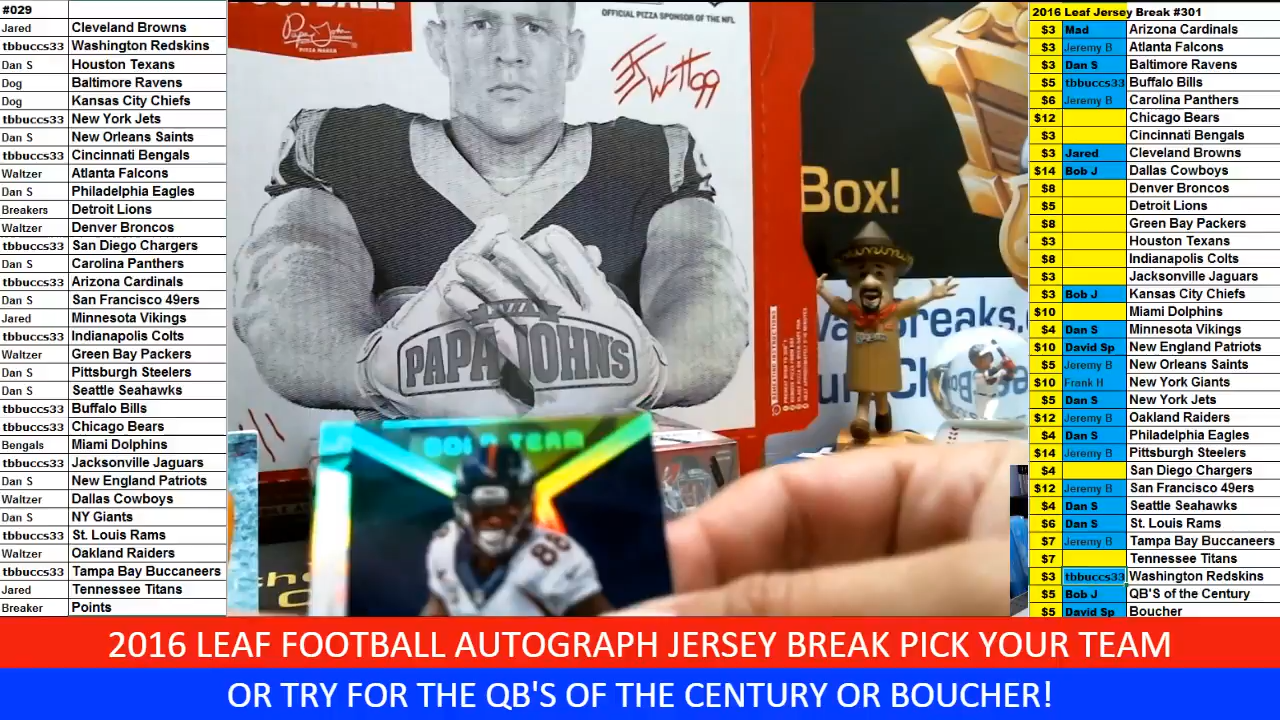 #029
Jared Cleveland Browns
tbbuccs33 Washington Redskins
Dan S Houston Texans
Dog Baltimore Ravens
Dog Kansas City Chiefs
tbbuccs33 New York Jets
Dan S New Orleans Saints
tbbuccs33 Cincinnati Bengals
Waltzer Atlanta Falcons
Dan S Philadelphia Eagles
Breakers Detroit Lions
Waltzer Denver Broncos
tbbuccs33 San Diego Chargers
Dan S Carolina Panthers
tbbuccs33 Arizona Cardinals
Dan S San Francisco 49ers
Jared Minnesota Vikings
tbbuccs33 Indianapolis Colts
Waltzer Green Bay Packers
Dan S Pittsburgh Steelers
Dan S Seattle Seahawks
tbbuccs33 Buffalo Bills
tbbuccs33 Chicago Bears
Bengals Miami Dolphins
tbbuccs33 Jacksonville Jaguars
Dan S New England Patriots
Waltzer Dallas Cowboys
Dan S NY Giants
tbbuccs33 St. Louis Rams
Waltzer Oakland Raiders
tbbuccs33 Tampa Bay Buccaneers
Jared Tennessee Titans
Breaker Points
OFFICIAL PIZZA SPONSOR OF THE NFL
Papa John
PIZZA MAKER
JJ Watt 99
PIZZA
PAPA JOHN'S
Box!
GOLD TEAM
88
2016 Leaf Jersey Break #301
$3 Mad Arizona Cardinals
$3 Jeremy B Atlanta Falcons
$3 Dan S Baltimore Ravens
$5 tbbuccs33 Buffalo Bills
$6 Jeremy B Carolina Panthers
$12 Chicago Bears
$3 Cincinnati Bengals
$3 Jared Cleveland Browns
$14 Bob J Dallas Cowboys
$8 Denver Broncos
$5 Detroit Lions
$8 Green Bay Packers
$3 Houston Texans
$8 Indianapolis Colts
$3 Jacksonville Jaguars
$3 Bob J Kansas City Chiefs
$10 Miami Dolphins
$4 Dan S Minnesota Vikings
$10 David Sp New England Patriots
$5 Jeremy B New Orleans Saints
$10 Frank H New York Giants
$5 Dan S New York Jets
$12 Jeremy B Oakland Raiders
$4 Dan S Philadelphia Eagles
$14 Jeremy B Pittsburgh Steelers
$4 San Diego Chargers
$12 Jeremy B San Francisco 49ers
$4 Dan S Seattle Seahawks
$6 Dan S St. Louis Rams
$7 Jeremy B Tampa Bay Buccaneers
$7 Tennessee Titans
$3 tbbuccs33 Washington Redskins
$5 Bob J QB'S of the Century
$5 David Sp Boucher
2016 LEAF FOOTBALL AUTOGRAPH JERSEY BREAK PICK YOUR TEAM
OR TRY FOR THE QB'S OF THE CENTURY OR BOUCHER!